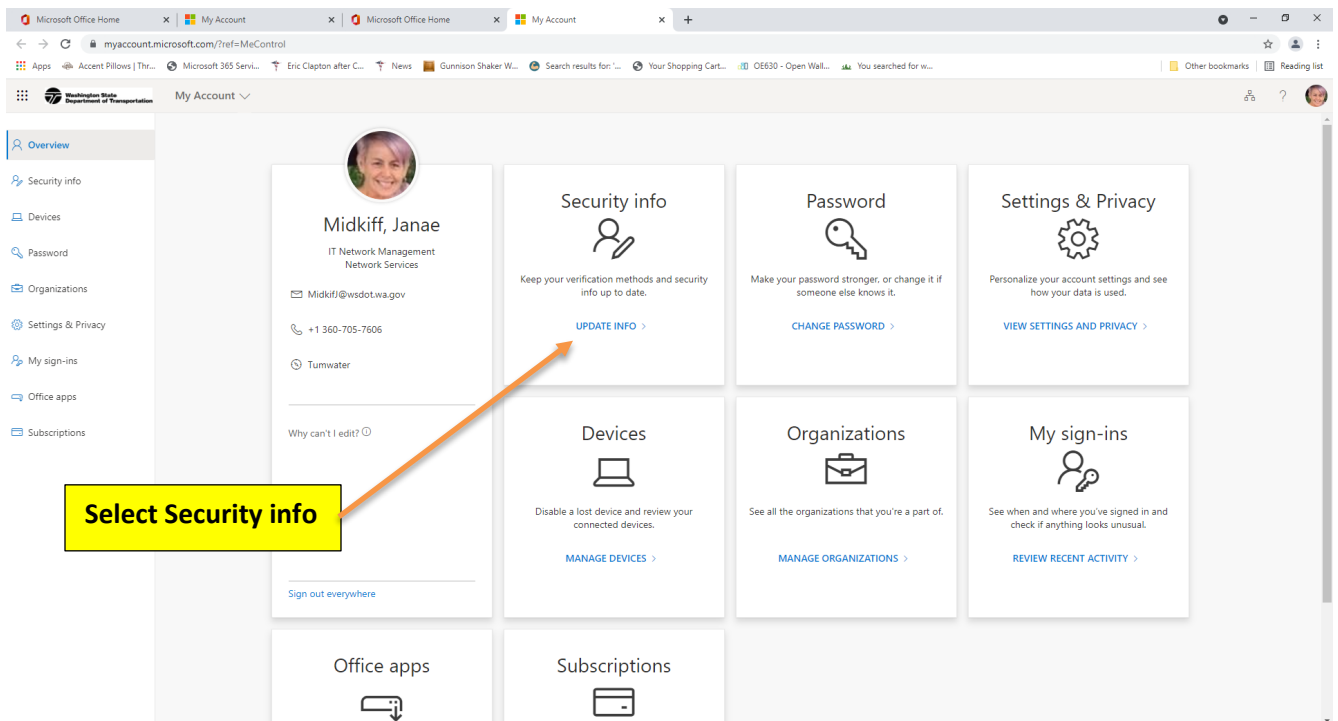 Microsoft Office Home
My Account
Microsoft Office Home
My Account
myaccount.microsoft.com/?ref=MeControl
Apps
Accent Pillows | Thr...
Microsoft 365 Servi...
Eric Clapton after C...
News
Gunnison Shaker W...
Search results for: '...
Your Shopping Cart...
OE630 - Open Wall...
You searched for w...
Other bookmarks
Reading list
Washington State
Department of Transportation
My Account
?
Overview
Security info
Devices
Password
Organizations
Settings & Privacy
My sign-ins
Office apps
Subscriptions
Midkiff, Janae
IT Network Management
Network Services
MidkifJ@wsdot.wa.gov
+1 360-705-7606
Tumwater
Why can't I edit?
Sign out everywhere
Security info
Keep your verification methods and security
info up to date.
UPDATE INFO >
Password
Make your password stronger, or change it if
someone else knows it.
CHANGE PASSWORD >
Settings & Privacy
Personalize your account settings and see
how your data is used.
VIEW SETTINGS AND PRIVACY >
Select Security info
Devices
Disable a lost device and review your
connected devices.
MANAGE DEVICES >
Organizations
See all the organizations that you're a part of.
MANAGE ORGANIZATIONS >
My sign-ins
See when and where you've signed in and
check if anything looks unusual.
REVIEW RECENT ACTIVITY >
Office apps
Subscriptions